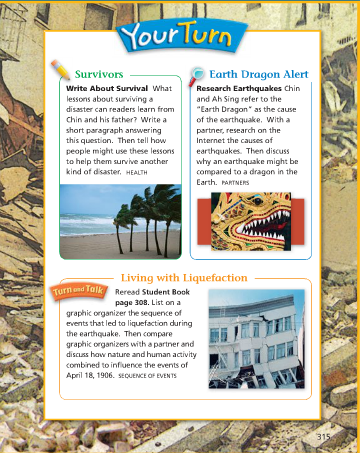 Your Turn
Survivors
Write About Survival What
lessons about surviving a
disaster can readers learn from
Chin and his father? Write a
short paragraph answering
this question. Then tell how
people might use these lessons
to help them survive another
kind of disaster. HEALTH
Earth Dragon Alert
Research Earthquakes Chin
and Ah Sing refer to the
"Earth Dragon" as the cause
of the earthquake. With a
partner, research on the
Internet the causes of
earthquakes. Then discuss
why an earthquake might be
compared to a dragon in the
Earth. PARTNERS
Living with Liquefaction
Turn and Talk
Reread Student Book
page 308. List on a
graphic organizer the sequence of
events that led to liquefaction during
the earthquake. Then compare
graphic organizers with a partner and
discuss how nature and human activity
combined to influence the events of
April 18, 1906. SEQUENCE OF EVENTS
315